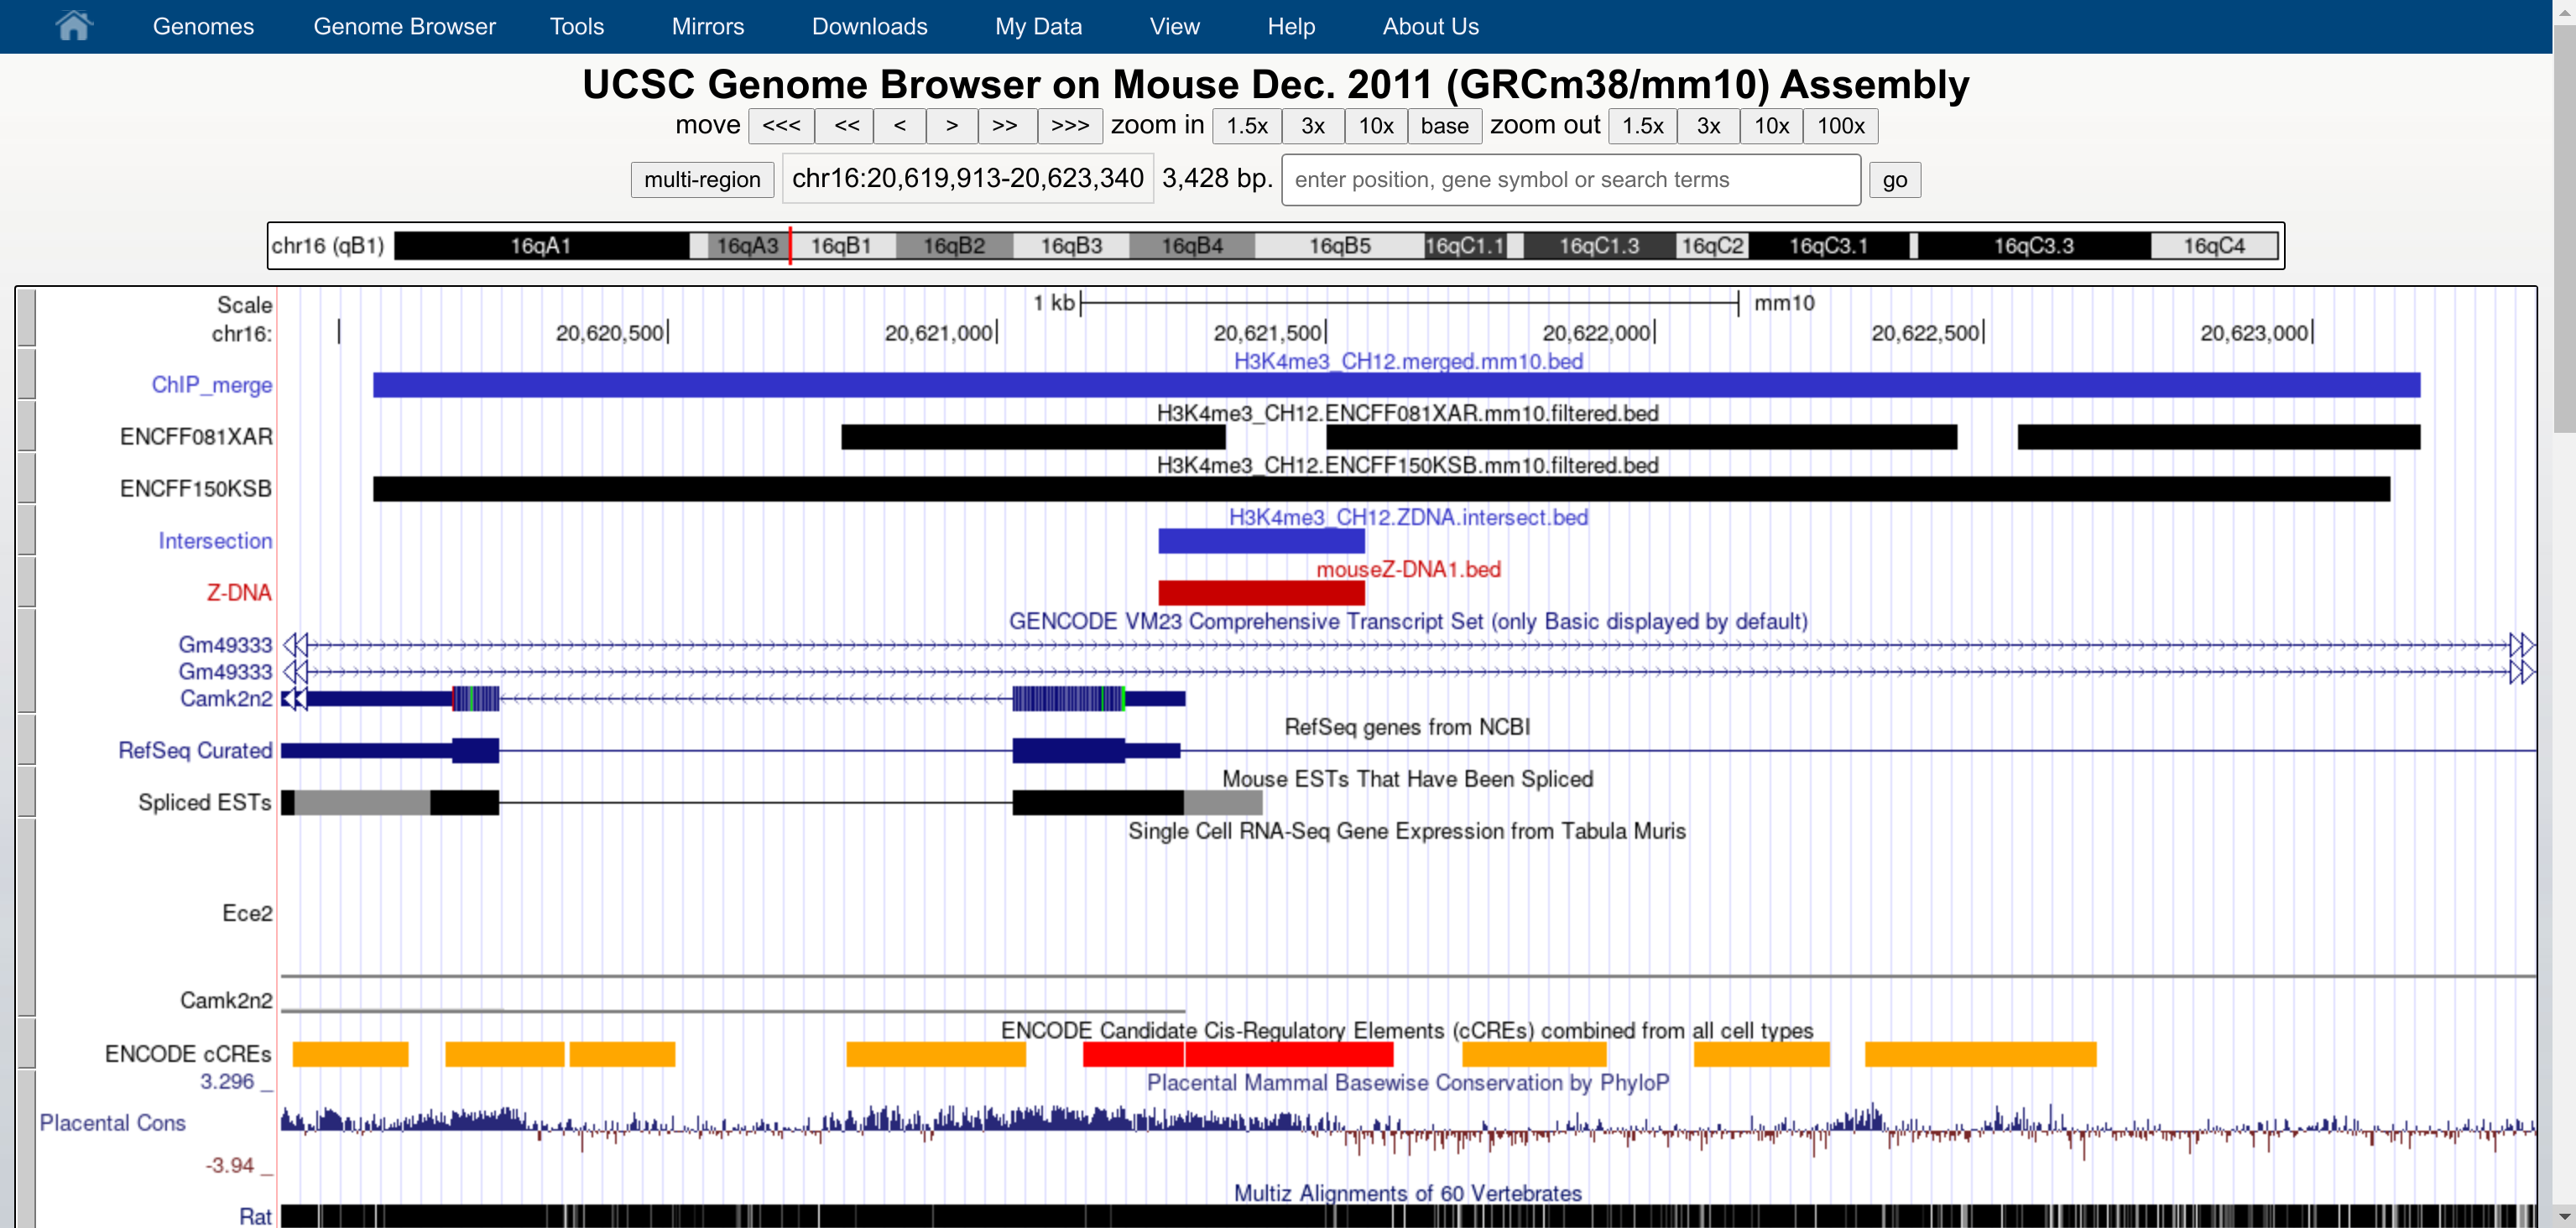 Genomes Genome Browser Tools Mirrors Downloads My Data View Help About Us
UCSC Genome Browser on Mouse Dec. 2011 (GRCm38/mm10) Assembly
move <<< << < > >> >>> zoom in 1.5x 3x 10x base zoom out 1.5x 3x 10x 100x
multi-region chr16:20,619,913-20,623,340 3,428 bp. enter position, gene symbol or search terms go
chr16 (qB1) 16qA1 16qA3 16qB1 16qB2 16qB3 16qB4 16qB5 16qC1.1 16qC1.3 16qC2 16qC3.1 16qC3.3 16qC4
Scale 1 kb mm10
chr16: 20,620,500 20,621,000 20,621,500 20,622,000 20,622,500 20,623,000
H3K4me3_CH12.merged.mm10.bed
ChIP_merge
H3K4me3_CH12.ENCFF081XAR.mm10.filtered.bed
ENCFF081XAR
H3K4me3_CH12.ENCFF150KSB.mm10.filtered.bed
ENCFF150KSB
H3K4me3_CH12.ZDNA.intersect.bed
Intersection
mouseZ-DNA1.bed
Z-DNA
GENCODE VM23 Comprehensive Transcript Set (only Basic displayed by default)
Gm49333
Gm49333
Camk2n2
RefSeq genes from NCBI
RefSeq Curated
Mouse ESTs That Have Been Spliced
Spliced ESTs
Single Cell RNA-Seq Gene Expression from Tabula Muris
Ece2
Camk2n2
ENCODE Candidate Cis-Regulatory Elements (cCREs) combined from all cell types
ENCODE cCREs
3.296 _
Placental Mammal Basewise Conservation by PhyloP
Placental Cons
-3.94 _
Multiz Alignments of 60 Vertebrates
Rat